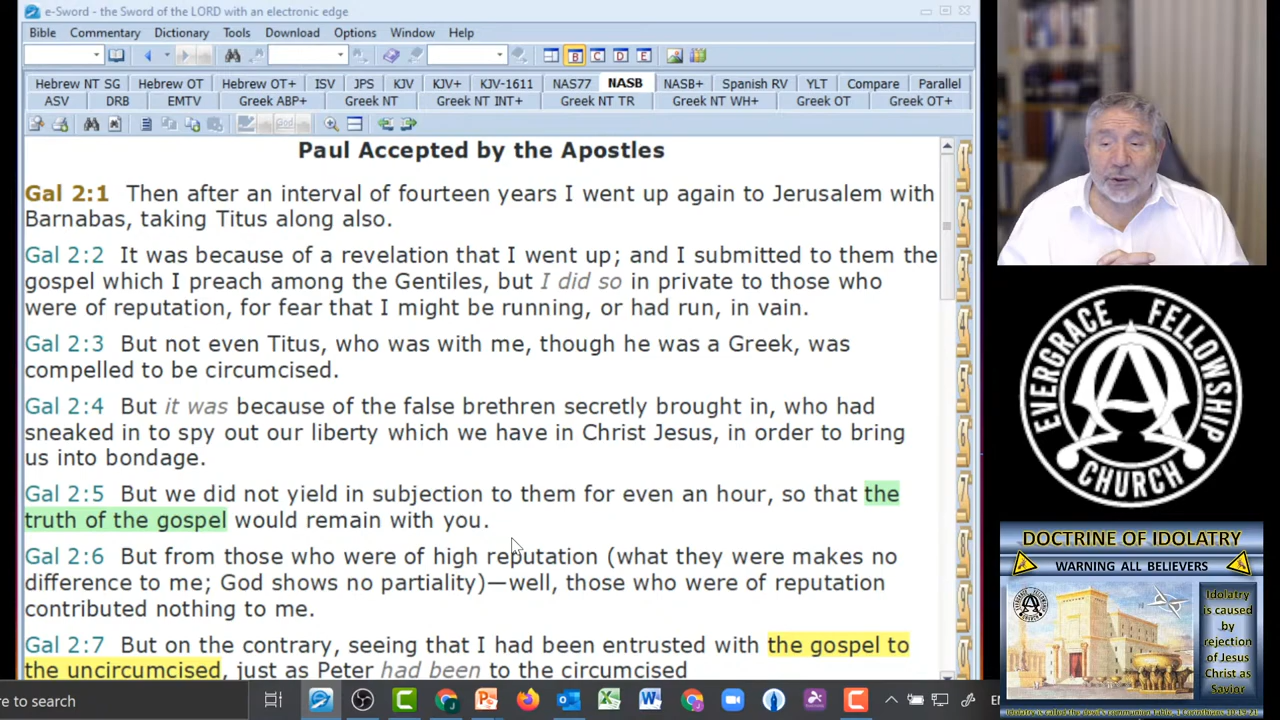 e-Sword - the Sword of the LORD with an electronic edge
Bible Commentary Dictionary Tools Download Options Window Help
Hebrew NT SG Hebrew OT Hebrew OT+ ISV JPS KJV KJV+ KJV-1611 NAS77 NASB NASB+ Spanish RV YLT Compare Parallel
ASV DRB EMTV Greek ABP+ Greek NT Greek NT INT+ Greek NT TR Greek NT WH+ Greek OT Greek OT+
Paul Accepted by the Apostles
Gal 2:1 Then after an interval of fourteen years I went up again to Jerusalem with
Barnabas, taking Titus along also.
Gal 2:2 It was because of a revelation that I went up; and I submitted to them the
gospel which I preach among the Gentiles, but I did so in private to those who
were of reputation, for fear that I might be running, or had run, in vain.
Gal 2:3 But not even Titus, who was with me, though he was a Greek, was
compelled to be circumcised.
Gal 2:4 But it was because of the false brethren secretly brought in, who had
sneaked in to spy out our liberty which we have in Christ Jesus, in order to bring
us into bondage.
Gal 2:5 But we did not yield in subjection to them for even an hour, so that the
truth of the gospel would remain with you.
Gal 2:6 But from those who were of high reputation (what they were makes no
difference to me; God shows no partiality)—well, those who were of reputation
contributed nothing to me.
Gal 2:7 But on the contrary, seeing that I had been entrusted with the gospel to
the uncircumcised, just as Peter had been to the circumcised
re to search
EVERGRACE FELLOWSHIP
CHURCH
DOCTRINE OF IDOLATRY
WARNING ALL BELIEVERS
Idolatry
is caused
by
rejection
of Jesus
Christ as
Savior